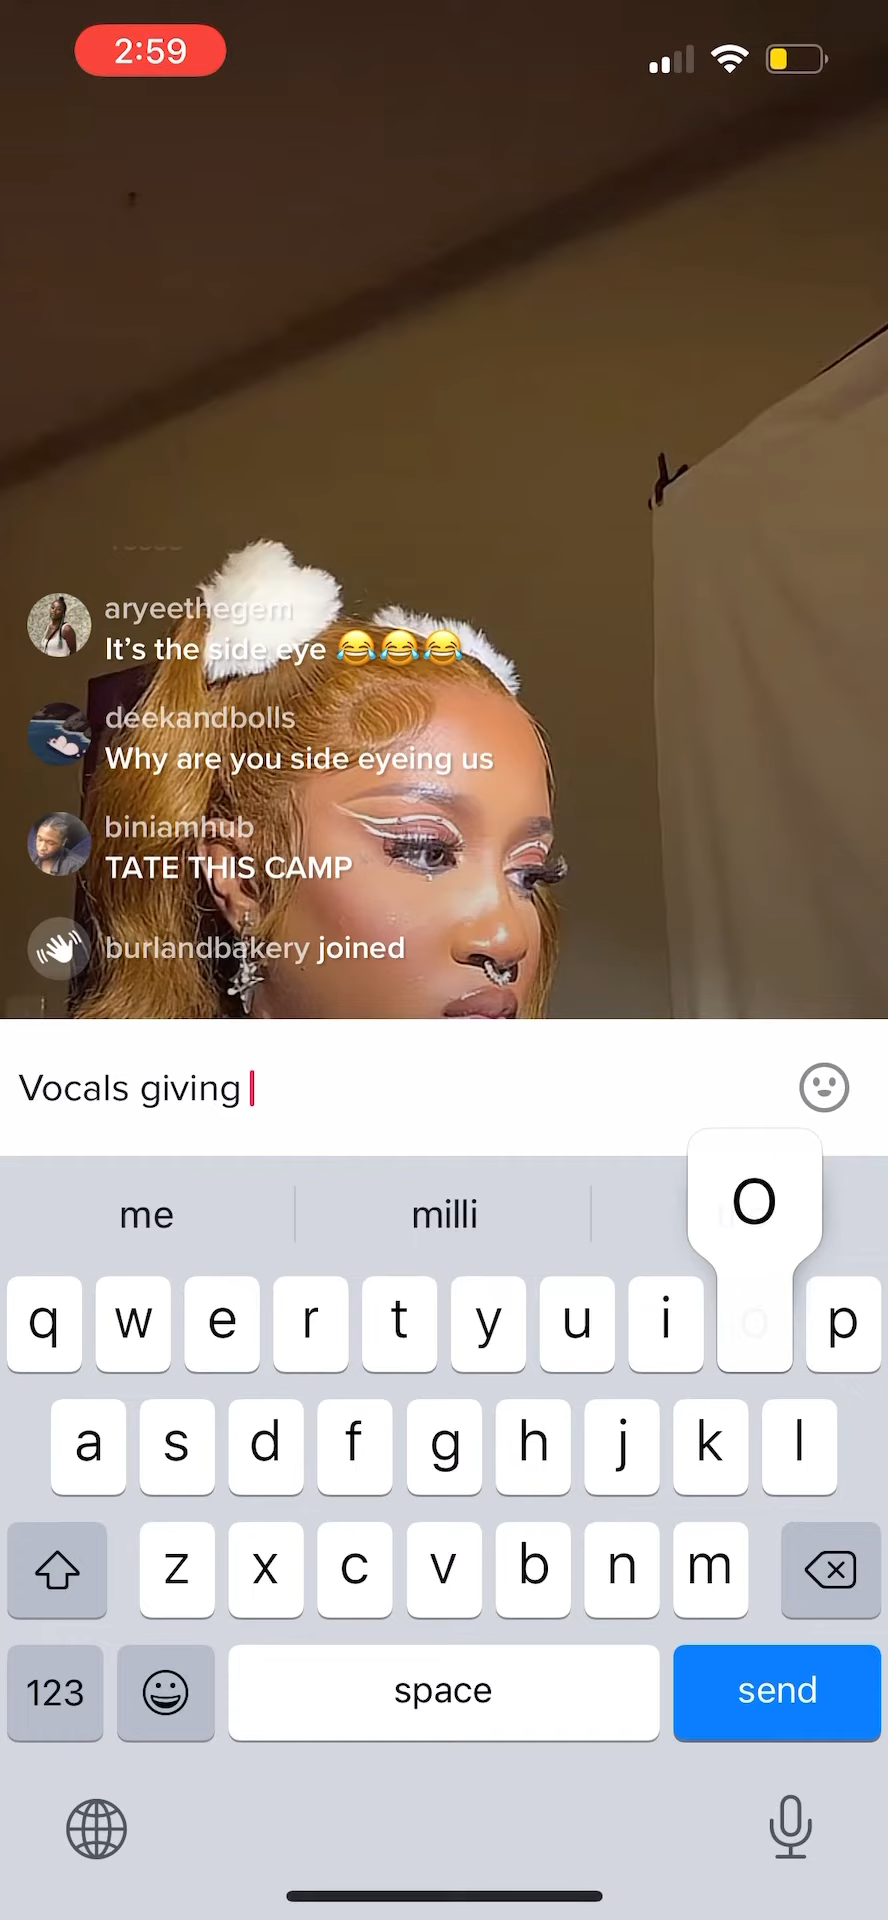 2:59
aryeethegem
It’s the side eye 😂😂😂
deekandbolls
Why are you side eyeing us
biniamhub
TATE THIS CAMP
burlandbakery joined
Vocals giving
me milli
O
q w e r t y u i o p
a s d f g h j k l
z x c v b n m
123 space send